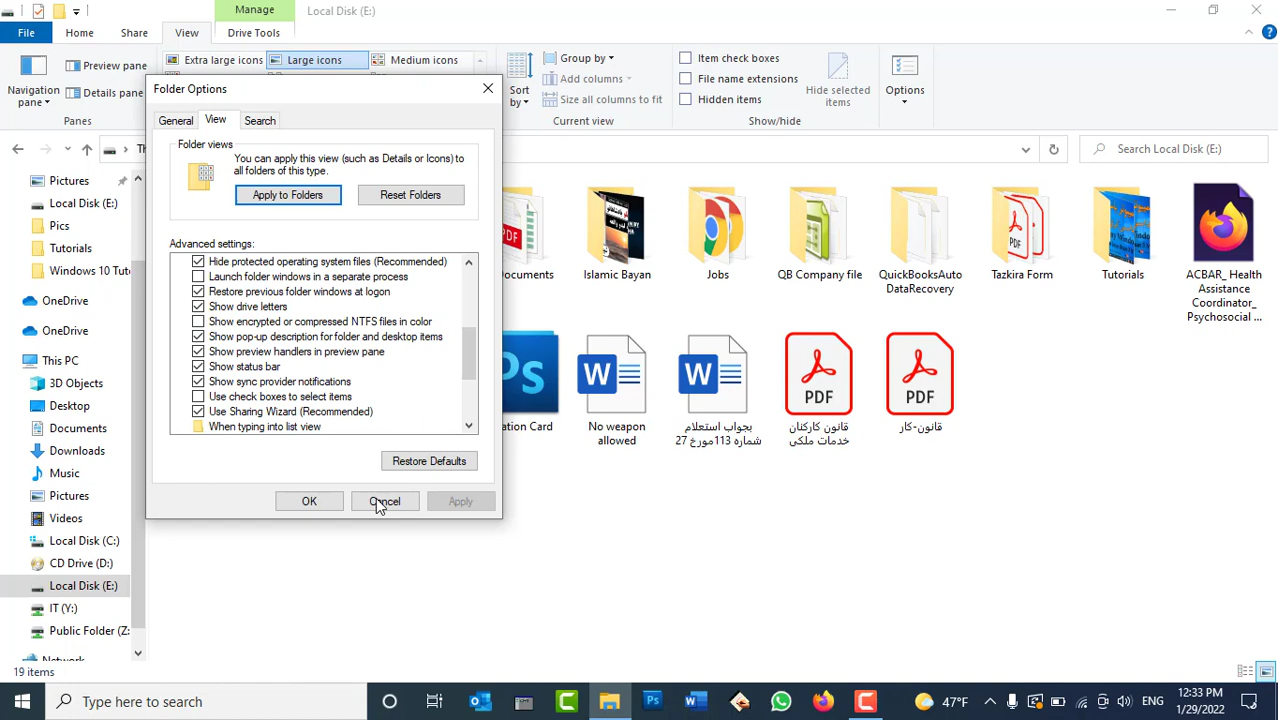 Manage
Local Disk (E:)
File
Home
Share
View
Drive Tools
Navigation pane
Preview pane
Details pane
Panes
Extra large icons
Large icons
Medium icons
Sort by
Group by
Add columns
Size all columns to fit
Current view
Item check boxes
File name extensions
Hidden items
Hide selected items
Show/hide
Options
Search Local Disk (E:)
Pictures
Local Disk (E:)
Pics
Tutorials
Windows 10 Tut
OneDrive
OneDrive
This PC
3D Objects
Desktop
Documents
Downloads
Music
Pictures
Videos
Local Disk (C:)
CD Drive (D:)
Local Disk (E:)
IT (Y:)
Public Folder (Z:
Network
19 items
Folder Options
General
View
Search
Folder views
You can apply this view (such as Details or Icons) to
all folders of this type.
Apply to Folders
Reset Folders
Advanced settings:
Hide protected operating system files (Recommended)
Launch folder windows in a separate process
Restore previous folder windows at logon
Show drive letters
Show encrypted or compressed NTFS files in color
Show pop-up description for folder and desktop items
Show preview handlers in preview pane
Show status bar
Show sync provider notifications
Use check boxes to select items
Use Sharing Wizard (Recommended)
When typing into list view
Restore Defaults
OK
Cancel
Apply
Documents
Islamic Bayan
Jobs
QB Company file
QuickBooksAuto
DataRecovery
Tazkira Form
Tutorials
ACBAR_ Health
Assistance
Coordinator_
Psychosocial ...
ation Card
No weapon
allowed
بجواب استعلام
شماره 113مورخ 27
قانون کارکنان
خدمات ملکی
قانون-کار
PDF
PDF
PDF
Type here to search
47°F
ENG
12:33 PM
1/29/2022